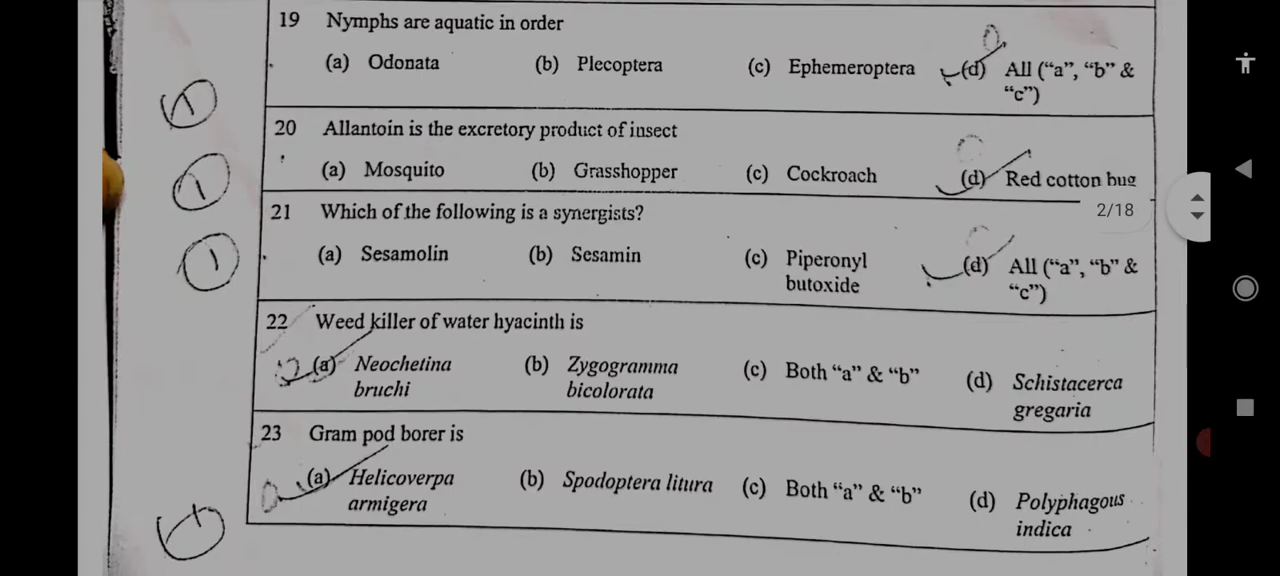 19 Nymphs are aquatic in order
(a) Odonata (b) Plecoptera (c) Ephemeroptera (d) All ("a", "b" & "c")
20 Allantoin is the excretory product of insect
(a) Mosquito (b) Grasshopper (c) Cockroach (d) Red cotton bug
2/18
21 Which of the following is a synergists?
(a) Sesamolin (b) Sesamin (c) Piperonyl butoxide (d) All ("a", "b" & "c")
22 Weed killer of water hyacinth is
(a) Neochetina bruchi (b) Zygogramma bicolorata (c) Both "a" & "b" (d) Schistacerca gregaria
23 Gram pod borer is
(a) Helicoverpa armigera (b) Spodoptera litura (c) Both "a" & "b" (d) Polyphagous indica